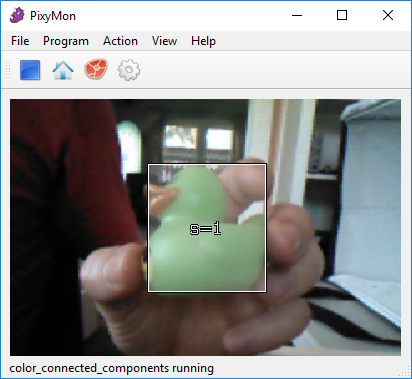 PixyMon
File Program Action View Help
s=1
color_connected_components running